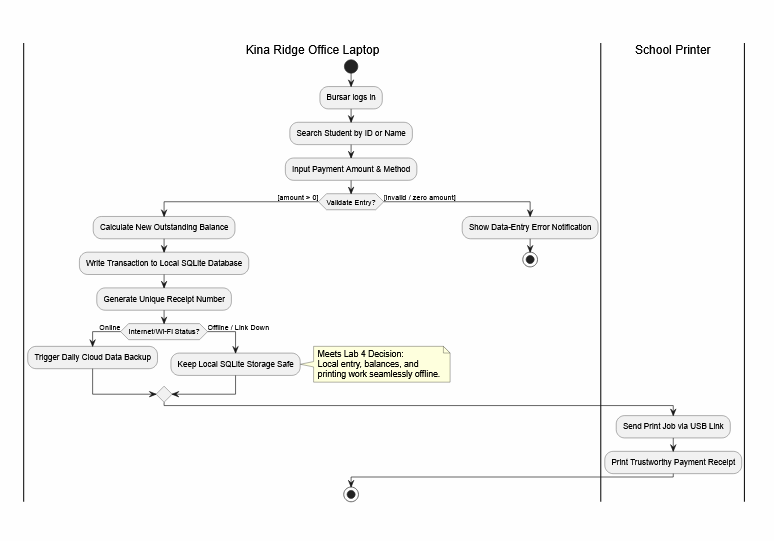 Kina Ridge Office Laptop
School Printer
Bursar logs in
Search Student by ID or Name
Input Payment Amount & Method
[amount > 0]
Validate Entry?
[invalid / zero amount]
Calculate New Outstanding Balance
Show Data-Entry Error Notification
Write Transaction to Local SQLite Database
Generate Unique Receipt Number
Online
Internet/Wi-Fi Status?
Offline / Link Down
Trigger Daily Cloud Data Backup
Keep Local SQLite Storage Safe
Meets Lab 4 Decision:
Local entry, balances, and
printing work seamlessly offline.
Send Print Job via USB Link
Print Trustworthy Payment Receipt